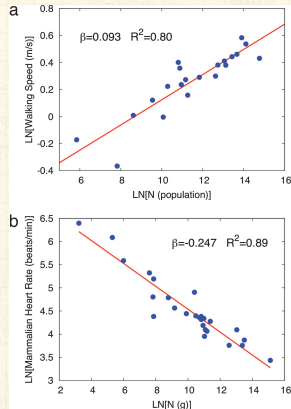 a
LN[Walking Speed (m/s)]
0.8
0.6
0.4
0.2
0
-0.2
-0.4
β=0.093 R²=0.80
6 8 10 12 14 16
LN[N (population)]
b
LN[Mammalian Heart Rate (beats/min)]
6.5
6
5.5
5
4.5
4
3.5
3
β=-0.247 R²=0.89
4 6 8 10 12 14 16
LN[N (g)]